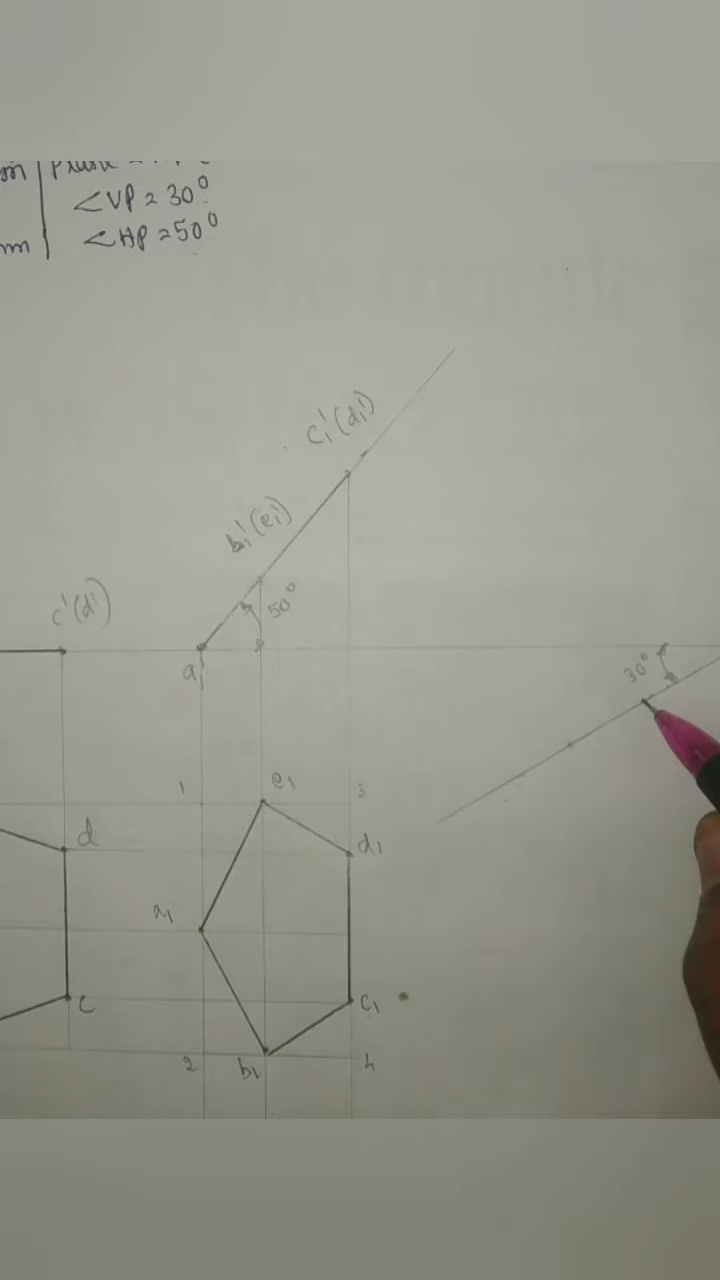 <VP = 30°
<HP = 50°
c1'(d1')
b1'(e1')
50°
c'(d')
30°
a1'
1
e1
3
d
d1
a1
c
c1
2
b1
4